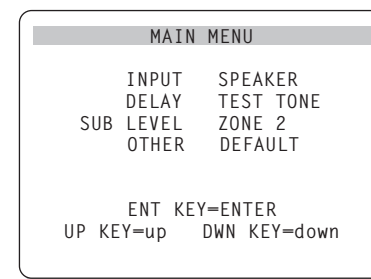 MAIN MENU
INPUT SPEAKER
DELAY TEST TONE
SUB LEVEL ZONE 2
OTHER DEFAULT
ENT KEY=ENTER
UP KEY=up DWN KEY=down